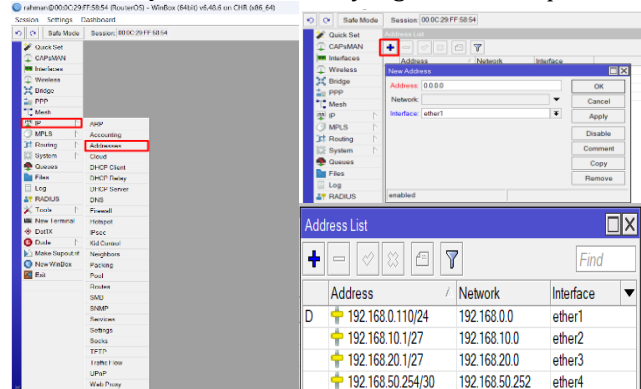 rahman@00:0C:29:FF:58:54 (RouterOS) - WinBox (64bit) v6.48.6 on CHR (x86_64)
Session Settings Dashboard
Safe Mode Session: 00:0C:29:FF:58:54
Quick Set
CAPsMAN
Interfaces
Wireless
Bridge
PPP
Mesh
IP
MPLS
Routing
System
Queues
Files
Log
RADIUS
Tools
New Terminal
Dot1X
Dude
Make Supout.rif
New WinBox
Exit
ARP
Accounting
Addresses
Cloud
DHCP Client
DHCP Relay
DHCP Server
DNS
Firewall
Hotspot
IPsec
Kid Control
Neighbors
Packing
Pool
Routes
SMB
SNMP
Services
Settings
Socks
TFTP
Traffic Flow
UPnP
Web Proxy
Safe Mode Session: 00:0C:29:FF:58:54
Quick Set
CAPsMAN
Interfaces
Wireless
Bridge
PPP
Mesh
IP
MPLS
Routing
System
Queues
Files
Log
RADIUS
Address List
Address / Network Interface
New Address
Address: 0.0.0.0
Network:
Interface: ether1
OK
Cancel
Apply
Disable
Comment
Copy
Remove
enabled
Address List
Find
Address / Network Interface
D 192.168.0.110/24 192.168.0.0 ether1
192.168.10.1/27 192.168.10.0 ether2
192.168.20.1/27 192.168.20.0 ether3
192.168.50.254/30 192.168.50.252 ether4